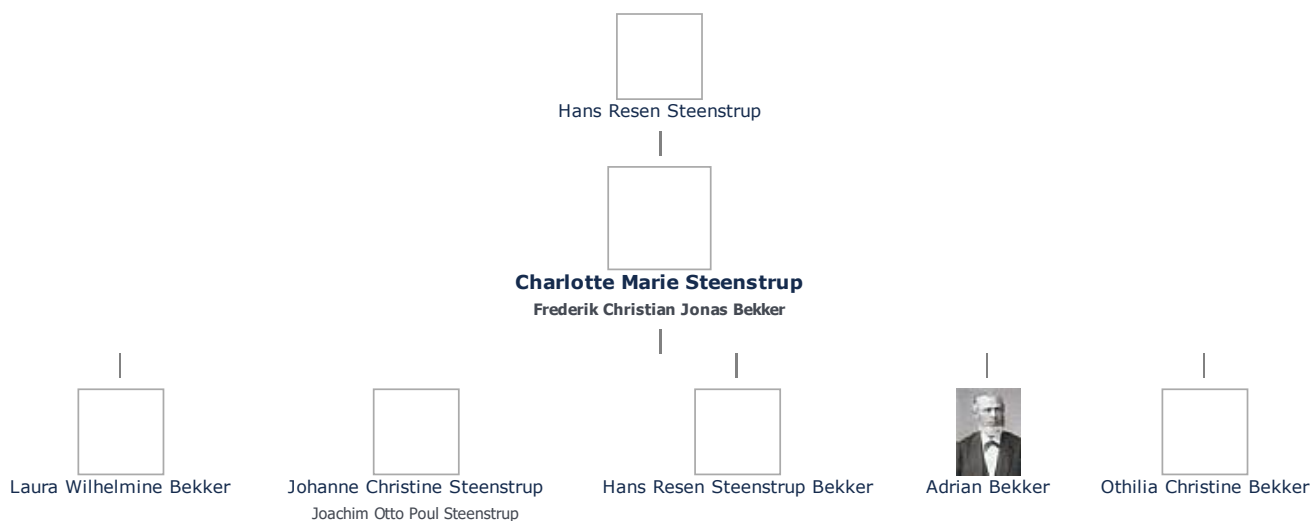 Hans Resen Steenstrup
Charlotte Marie Steenstrup
Frederik Christian Jonas Bekker
Laura Wilhelmine Bekker
Johanne Christine Steenstrup
Joachim Otto Poul Steenstrup
Hans Resen Steenstrup Bekker
Adrian Bekker
Othilia Christine Bekker